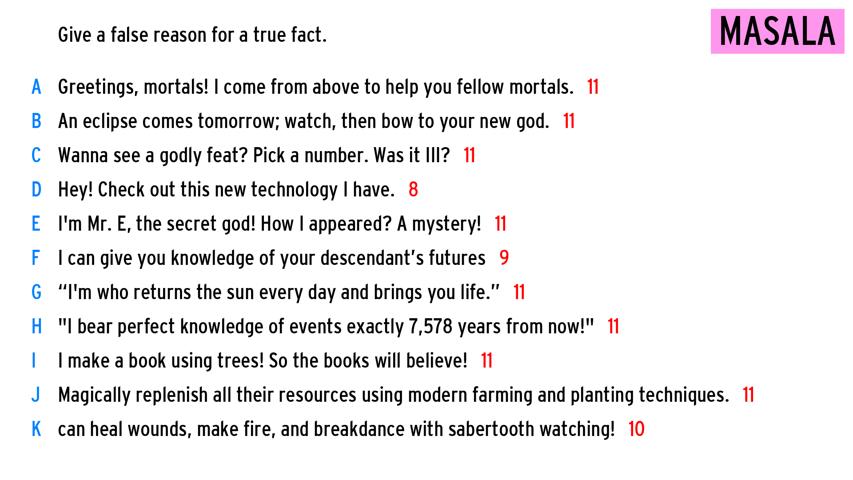 Give a false reason for a true fact.
MASALA
A Greetings, mortals! I come from above to help you fellow mortals. 11
B An eclipse comes tomorrow; watch, then bow to your new god. 11
C Wanna see a godly feat? Pick a number. Was it III? 11
D Hey! Check out this new technology I have. 8
E I'm Mr. E, the secret god! How I appeared? A mystery! 11
F I can give you knowledge of your descendant’s futures 9
G “I'm who returns the sun every day and brings you life.” 11
H "I bear perfect knowledge of events exactly 7,578 years from now!" 11
I I make a book using trees! So the books will believe! 11
J Magically replenish all their resources using modern farming and planting techniques. 11
K can heal wounds, make fire, and breakdance with sabertooth watching! 10